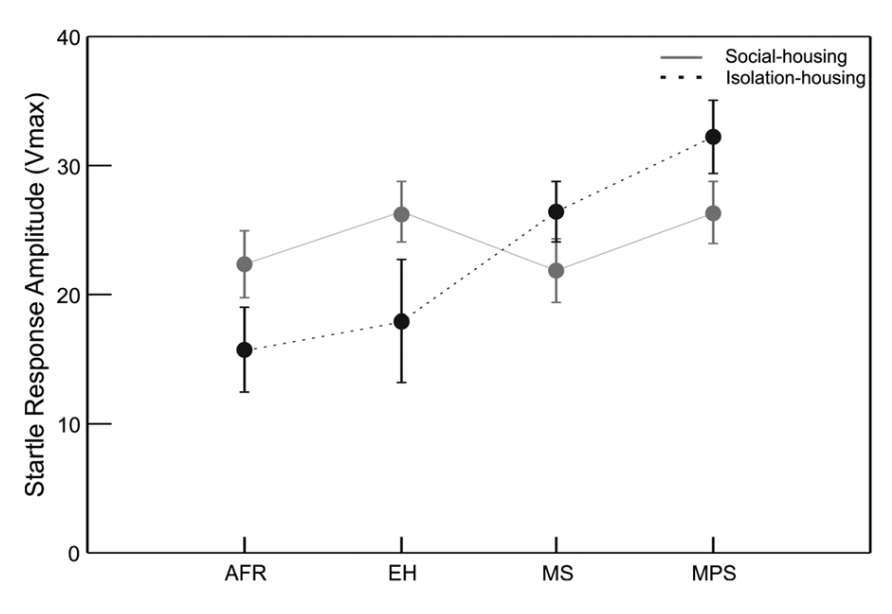 40
Social-housing
Isolation-housing
Startle Response Amplitude (Vmax)
30
20
10
0
AFR EH MS MPS